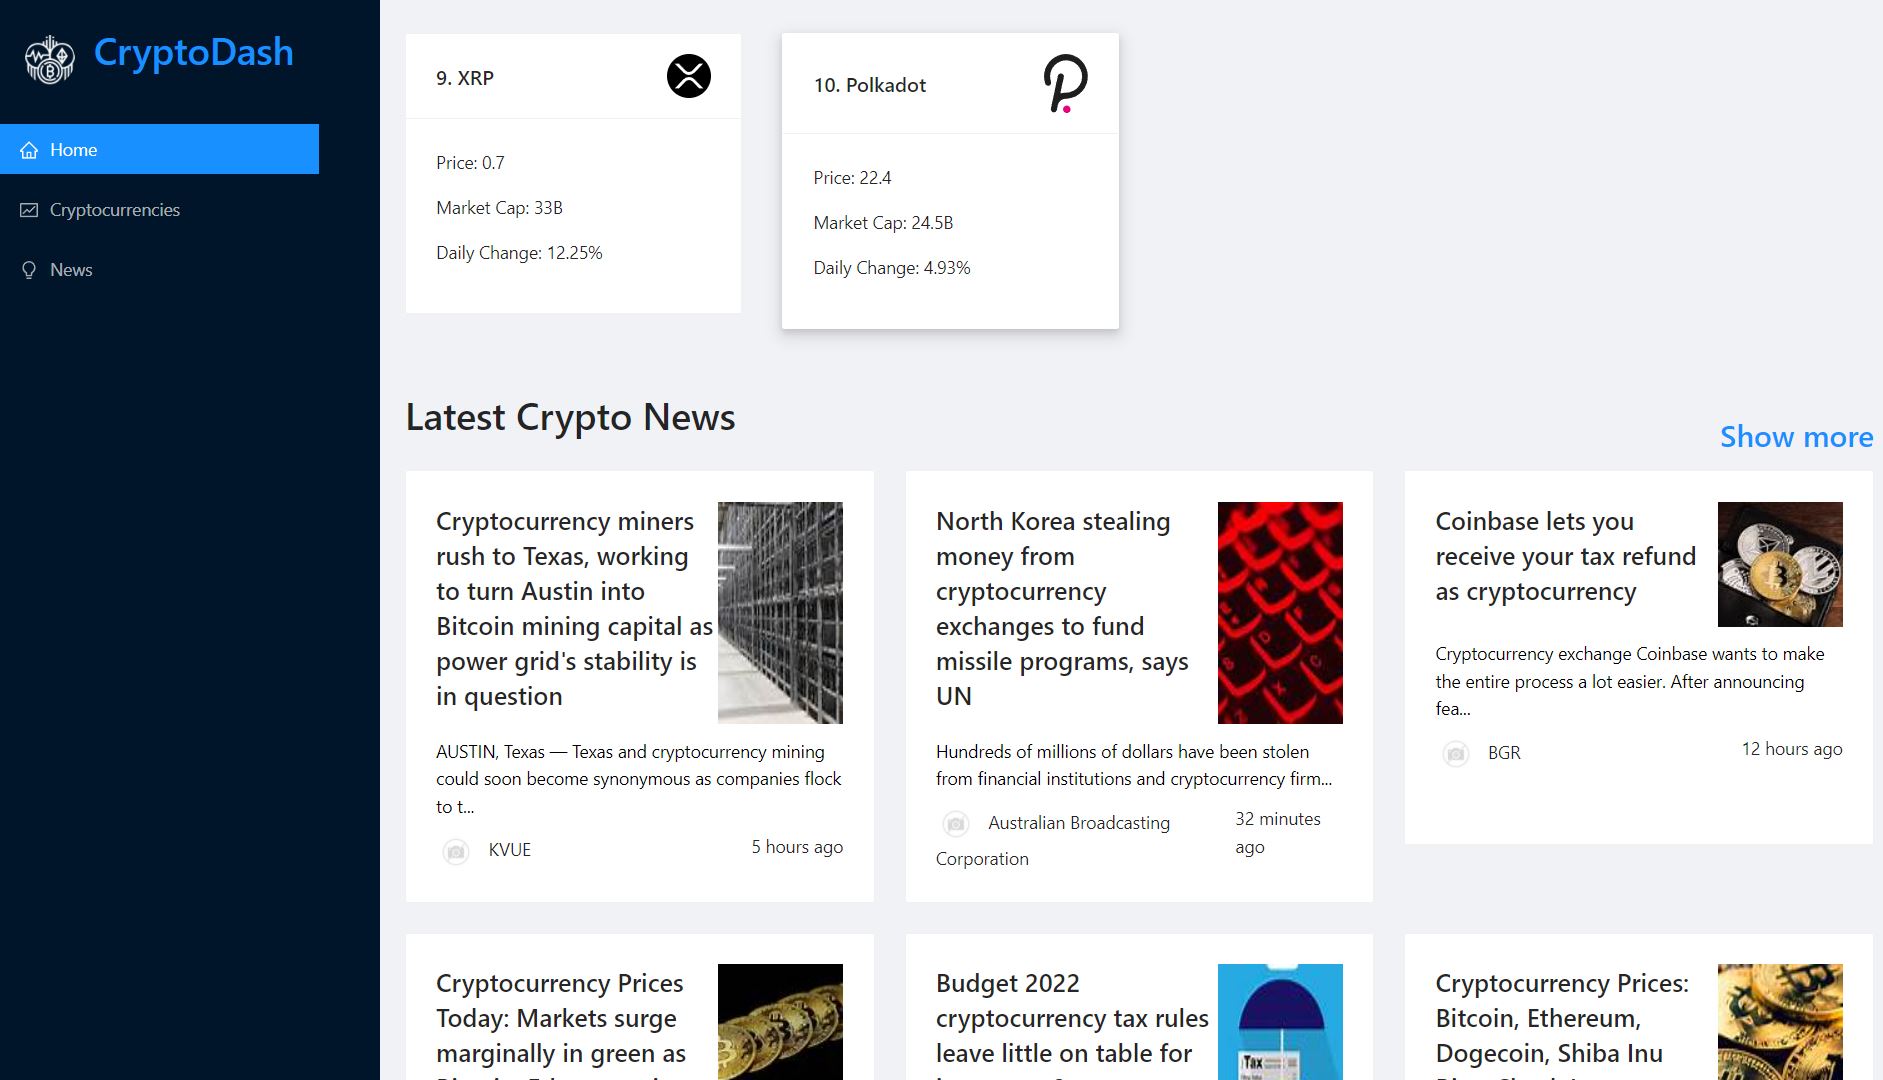 CryptoDash
Home
Cryptocurrencies
News
9. XRP
Price: 0.7
Market Cap: 33B
Daily Change: 12.25%
10. Polkadot
Price: 22.4
Market Cap: 24.5B
Daily Change: 4.93%
Latest Crypto News
Show more
Cryptocurrency miners
rush to Texas, working
to turn Austin into
Bitcoin mining capital as
power grid's stability is
in question
AUSTIN, Texas — Texas and cryptocurrency mining
could soon become synonymous as companies flock
to t...
KVUE
5 hours ago
North Korea stealing
money from
cryptocurrency
exchanges to fund
missile programs, says
UN
Hundreds of millions of dollars have been stolen
from financial institutions and cryptocurrency firm...
Australian Broadcasting
Corporation
32 minutes
ago
Coinbase lets you
receive your tax refund
as cryptocurrency
Cryptocurrency exchange Coinbase wants to make
the entire process a lot easier. After announcing
fea...
BGR
12 hours ago
Cryptocurrency Prices
Today: Markets surge
marginally in green as
Budget 2022
cryptocurrency tax rules
leave little on table for
Tax
Cryptocurrency Prices:
Bitcoin, Ethereum,
Dogecoin, Shiba Inu